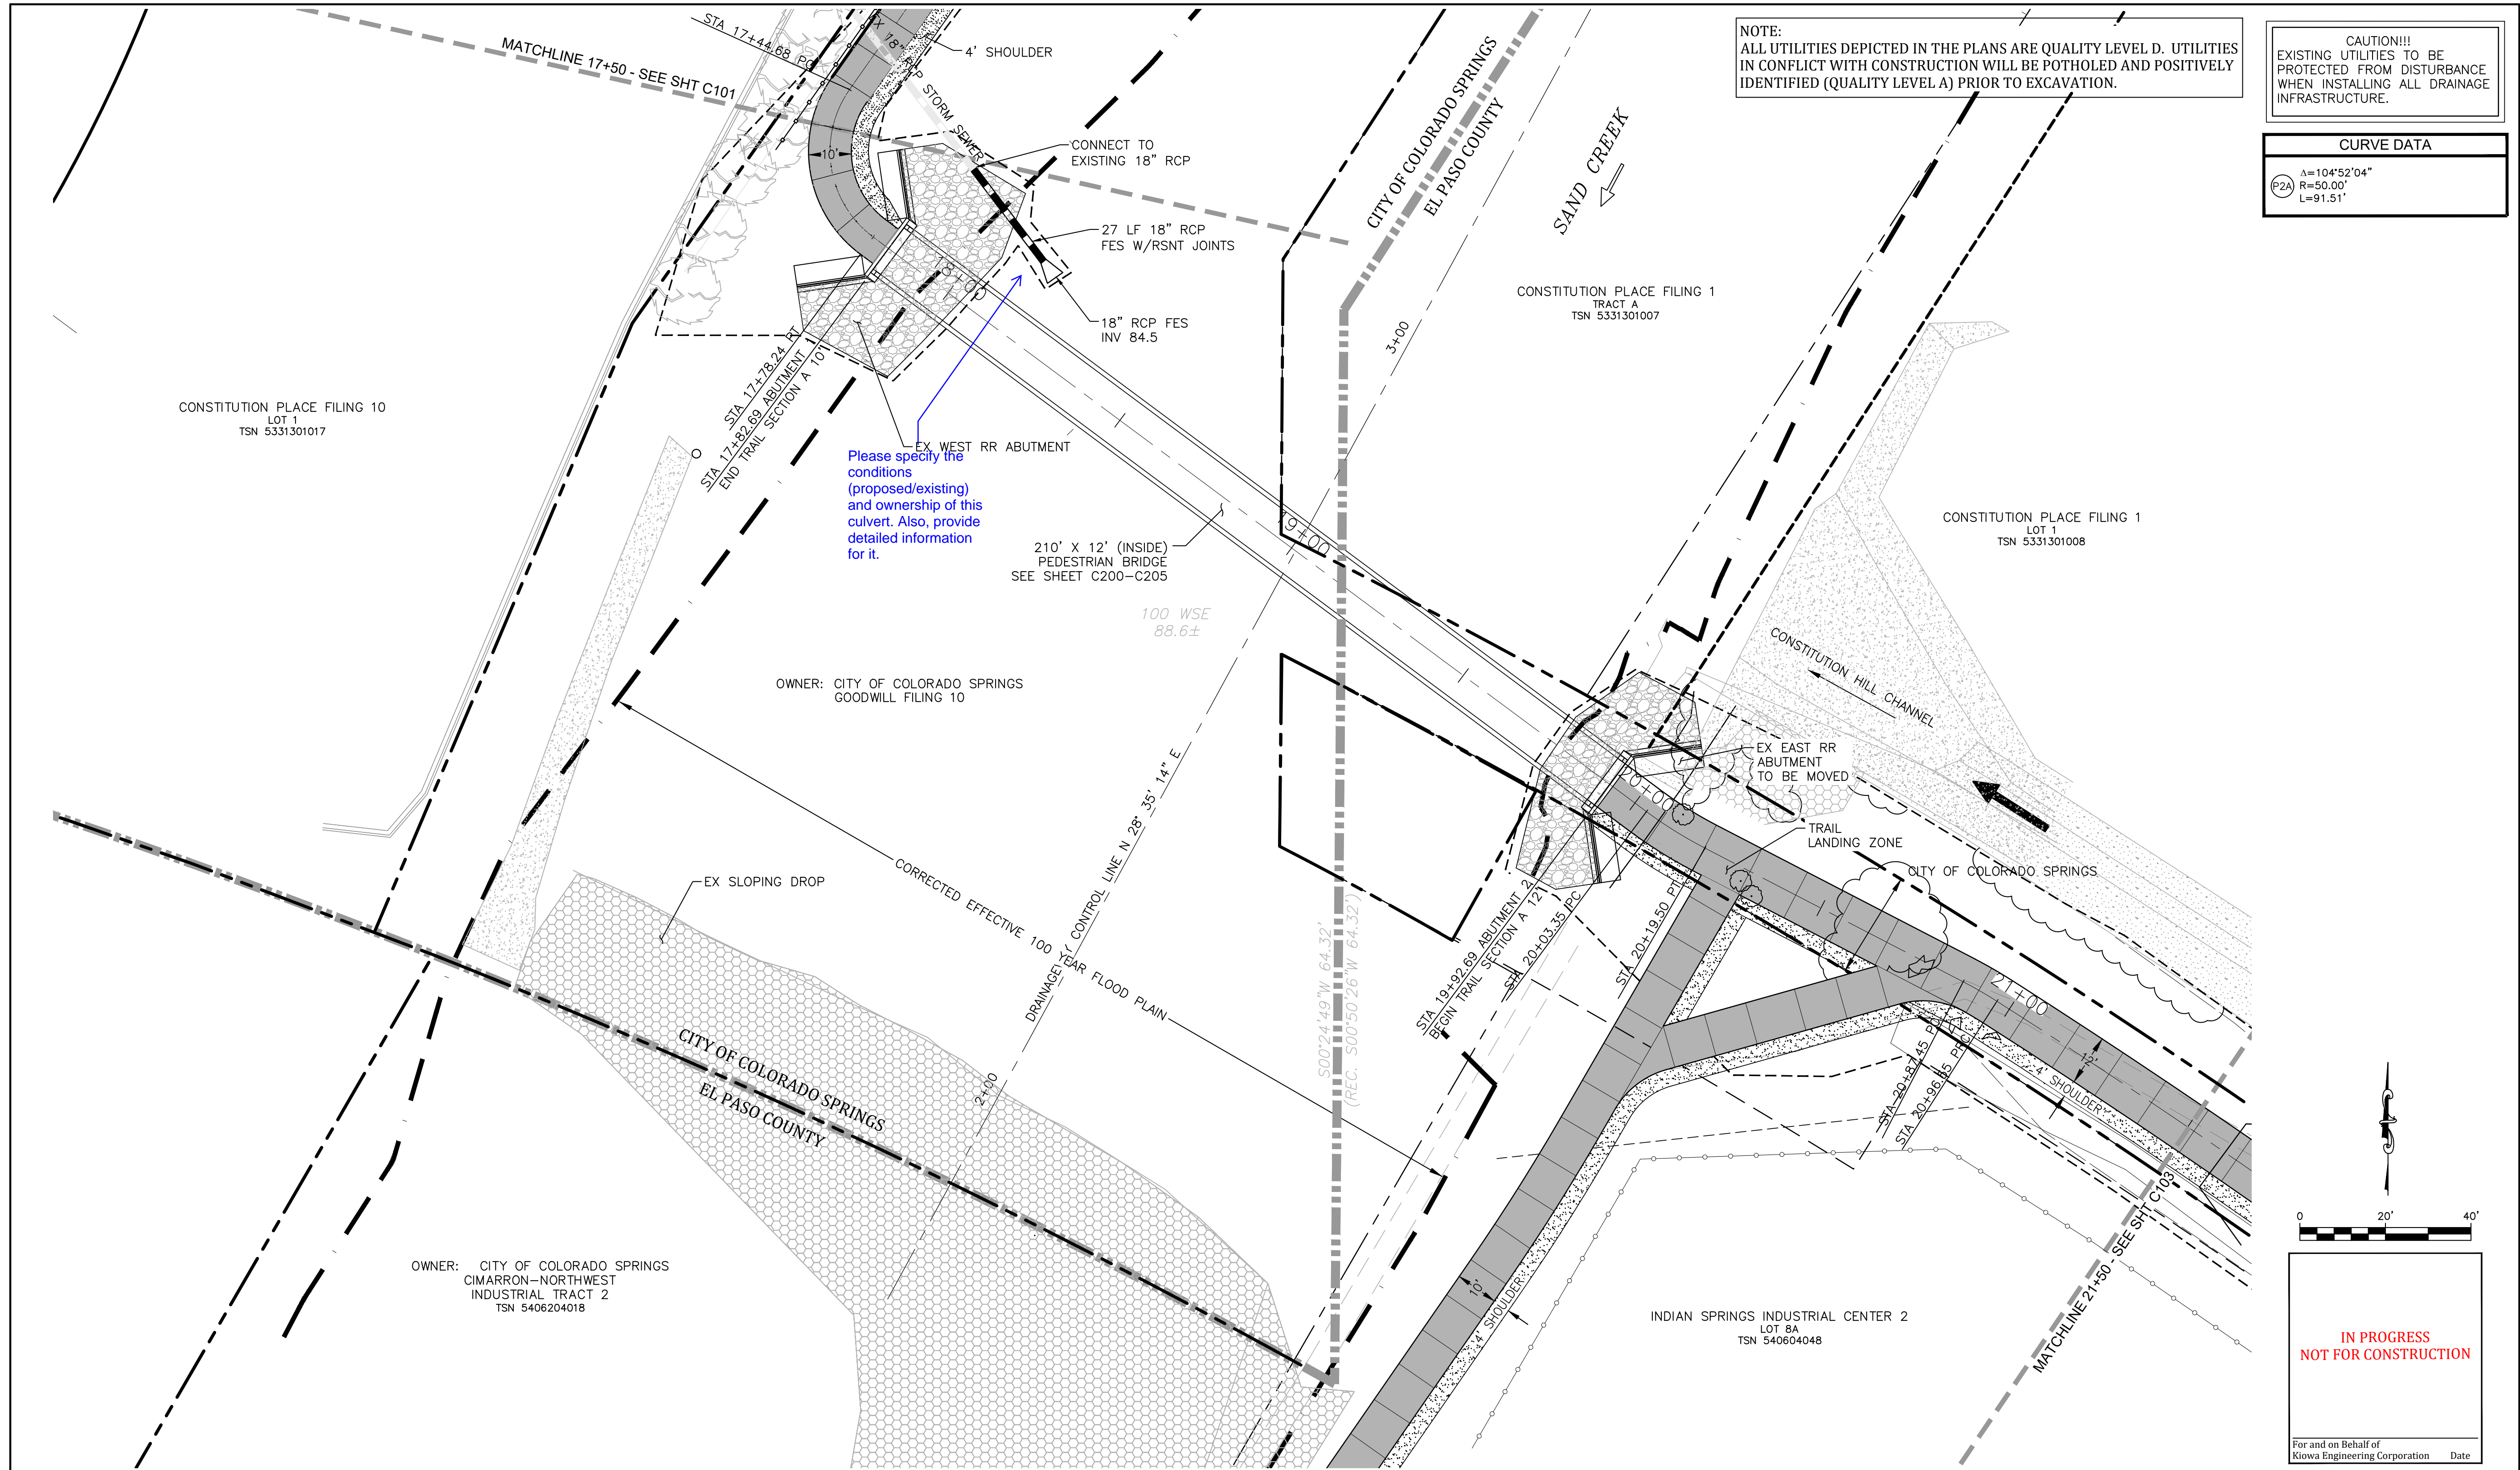 STA 17+44.68 PC
MATCHLINE 17+50 - SEE SHT C101
EX 18" RCP STORM SEWER
4' SHOULDER
10'
CONNECT TO
EXISTING 18" RCP
27 LF 18" RCP
FES W/RSNT JOINTS
18" RCP FES
INV 84.5
18+00
CITY OF COLORADO SPRINGS
EL PASO COUNTY
SAND CREEK
NOTE:
ALL UTILITIES DEPICTED IN THE PLANS ARE QUALITY LEVEL D. UTILITIES
IN CONFLICT WITH CONSTRUCTION WILL BE POTHOLED AND POSITIVELY
IDENTIFIED (QUALITY LEVEL A) PRIOR TO EXCAVATION.
CAUTION!!!
EXISTING UTILITIES TO BE
PROTECTED FROM DISTURBANCE
WHEN INSTALLING ALL DRAINAGE
INFRASTRUCTURE.
CURVE DATA
P2A
Δ=104°52'04"
R=50.00'
L=91.51'
CONSTITUTION PLACE FILING 1
TRACT A
TSN 5331301007
3+00
CONSTITUTION PLACE FILING 10
LOT 1
TSN 5331301017
STA 17+78.24 RT
STA 17+82.69 ABUTMENT
END TRAIL SECTION A 10'
EX WEST RR ABUTMENT
Please specify the
conditions
(proposed/existing)
and ownership of this
culvert. Also, provide
detailed information
for it.
19+00
210' X 12' (INSIDE)
PEDESTRIAN BRIDGE
SEE SHEET C200-C205
100 WSE
88.6±
CONSTITUTION PLACE FILING 1
LOT 1
TSN 5331301008
CONSTITUTION HILL CHANNEL
OWNER: CITY OF COLORADO SPRINGS
GOODWILL FILING 10
EX EAST RR
ABUTMENT
TO BE MOVED
20+00
TRAIL
LANDING ZONE
CITY OF COLORADO SPRINGS
EX SLOPING DROP
CORRECTED EFFECTIVE 100 YEAR FLOOD PLAIN
DRAINAGEWAY CONTROL LINE N 28° 35' 14" E
S00°24'49"W 64.32'
(REC. S00°50'26"W 64.32')
STA 19+92.69 ABUTMENT 2
BEGIN TRAIL SECTION A 12'
STA 20+03.35 PC
STA 20+19.50 PT
21+00
STA 20+87.45 PC
STA 20+96.65 PRC
12'
4' SHOULDER
CITY OF COLORADO SPRINGS
EL PASO COUNTY
2+00
OWNER: CITY OF COLORADO SPRINGS
CIMARRON-NORTHWEST
INDUSTRIAL TRACT 2
TSN 5406204018
10'
4' SHOULDER
INDIAN SPRINGS INDUSTRIAL CENTER 2
LOT 8A
TSN 540604048
MATCHLINE 21+50 - SEE SHT C103
0 20' 40'
IN PROGRESS
NOT FOR CONSTRUCTION
For and on Behalf of
Kiowa Engineering Corporation Date